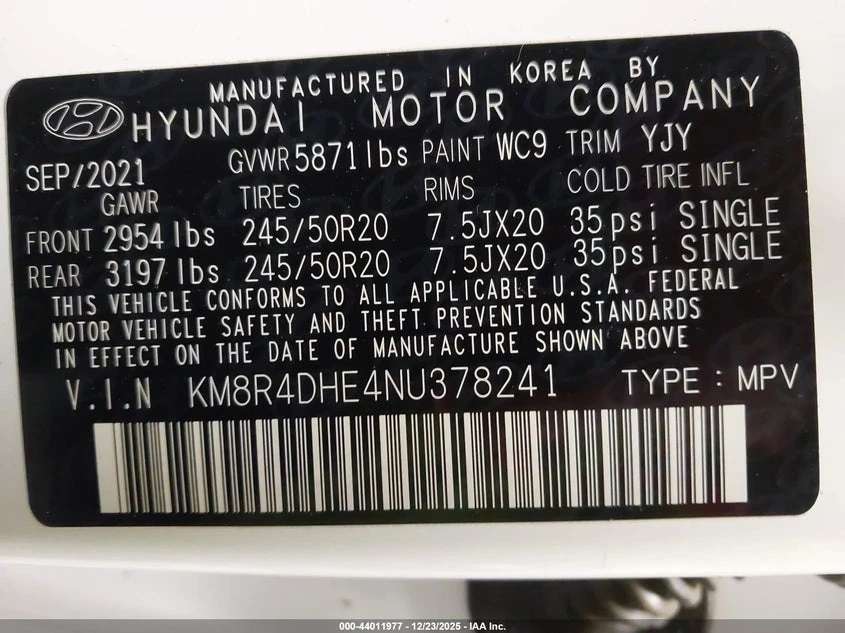 MANUFACTURED IN KOREA BY
HYUNDAI MOTOR COMPANY
SEP/2021 GVWR 5871lbs PAINT WC9 TRIM YJY
GAWR TIRES RIMS COLD TIRE INFL
FRONT 2954 lbs 245/50R20 7.5JX20 35psi SINGLE
REAR 3197 lbs 245/50R20 7.5JX20 35psi SINGLE
THIS VEHICLE CONFORMS TO ALL APPLICABLE U.S.A. FEDERAL
MOTOR VEHICLE SAFETY AND THEFT PREVENTION STANDARDS
IN EFFECT ON THE DATE OF MANUFACTURE SHOWN ABOVE
V.I.N KM8R4DHE4NU378241 TYPE : MPV
000-44011977 - 12/23/2025 - IAA Inc.